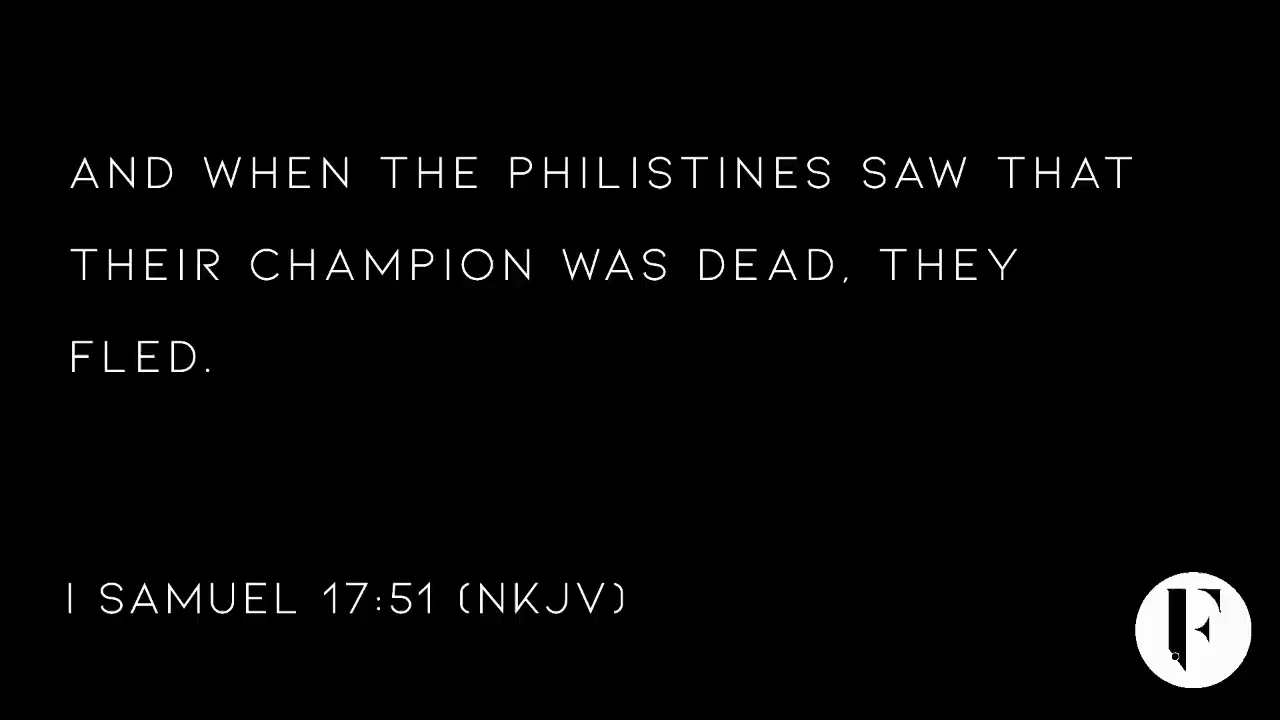 AND WHEN THE PHILISTINES SAW THAT
THEIR CHAMPION WAS DEAD, THEY
FLED.
I SAMUEL 17:51 (NKJV)
F